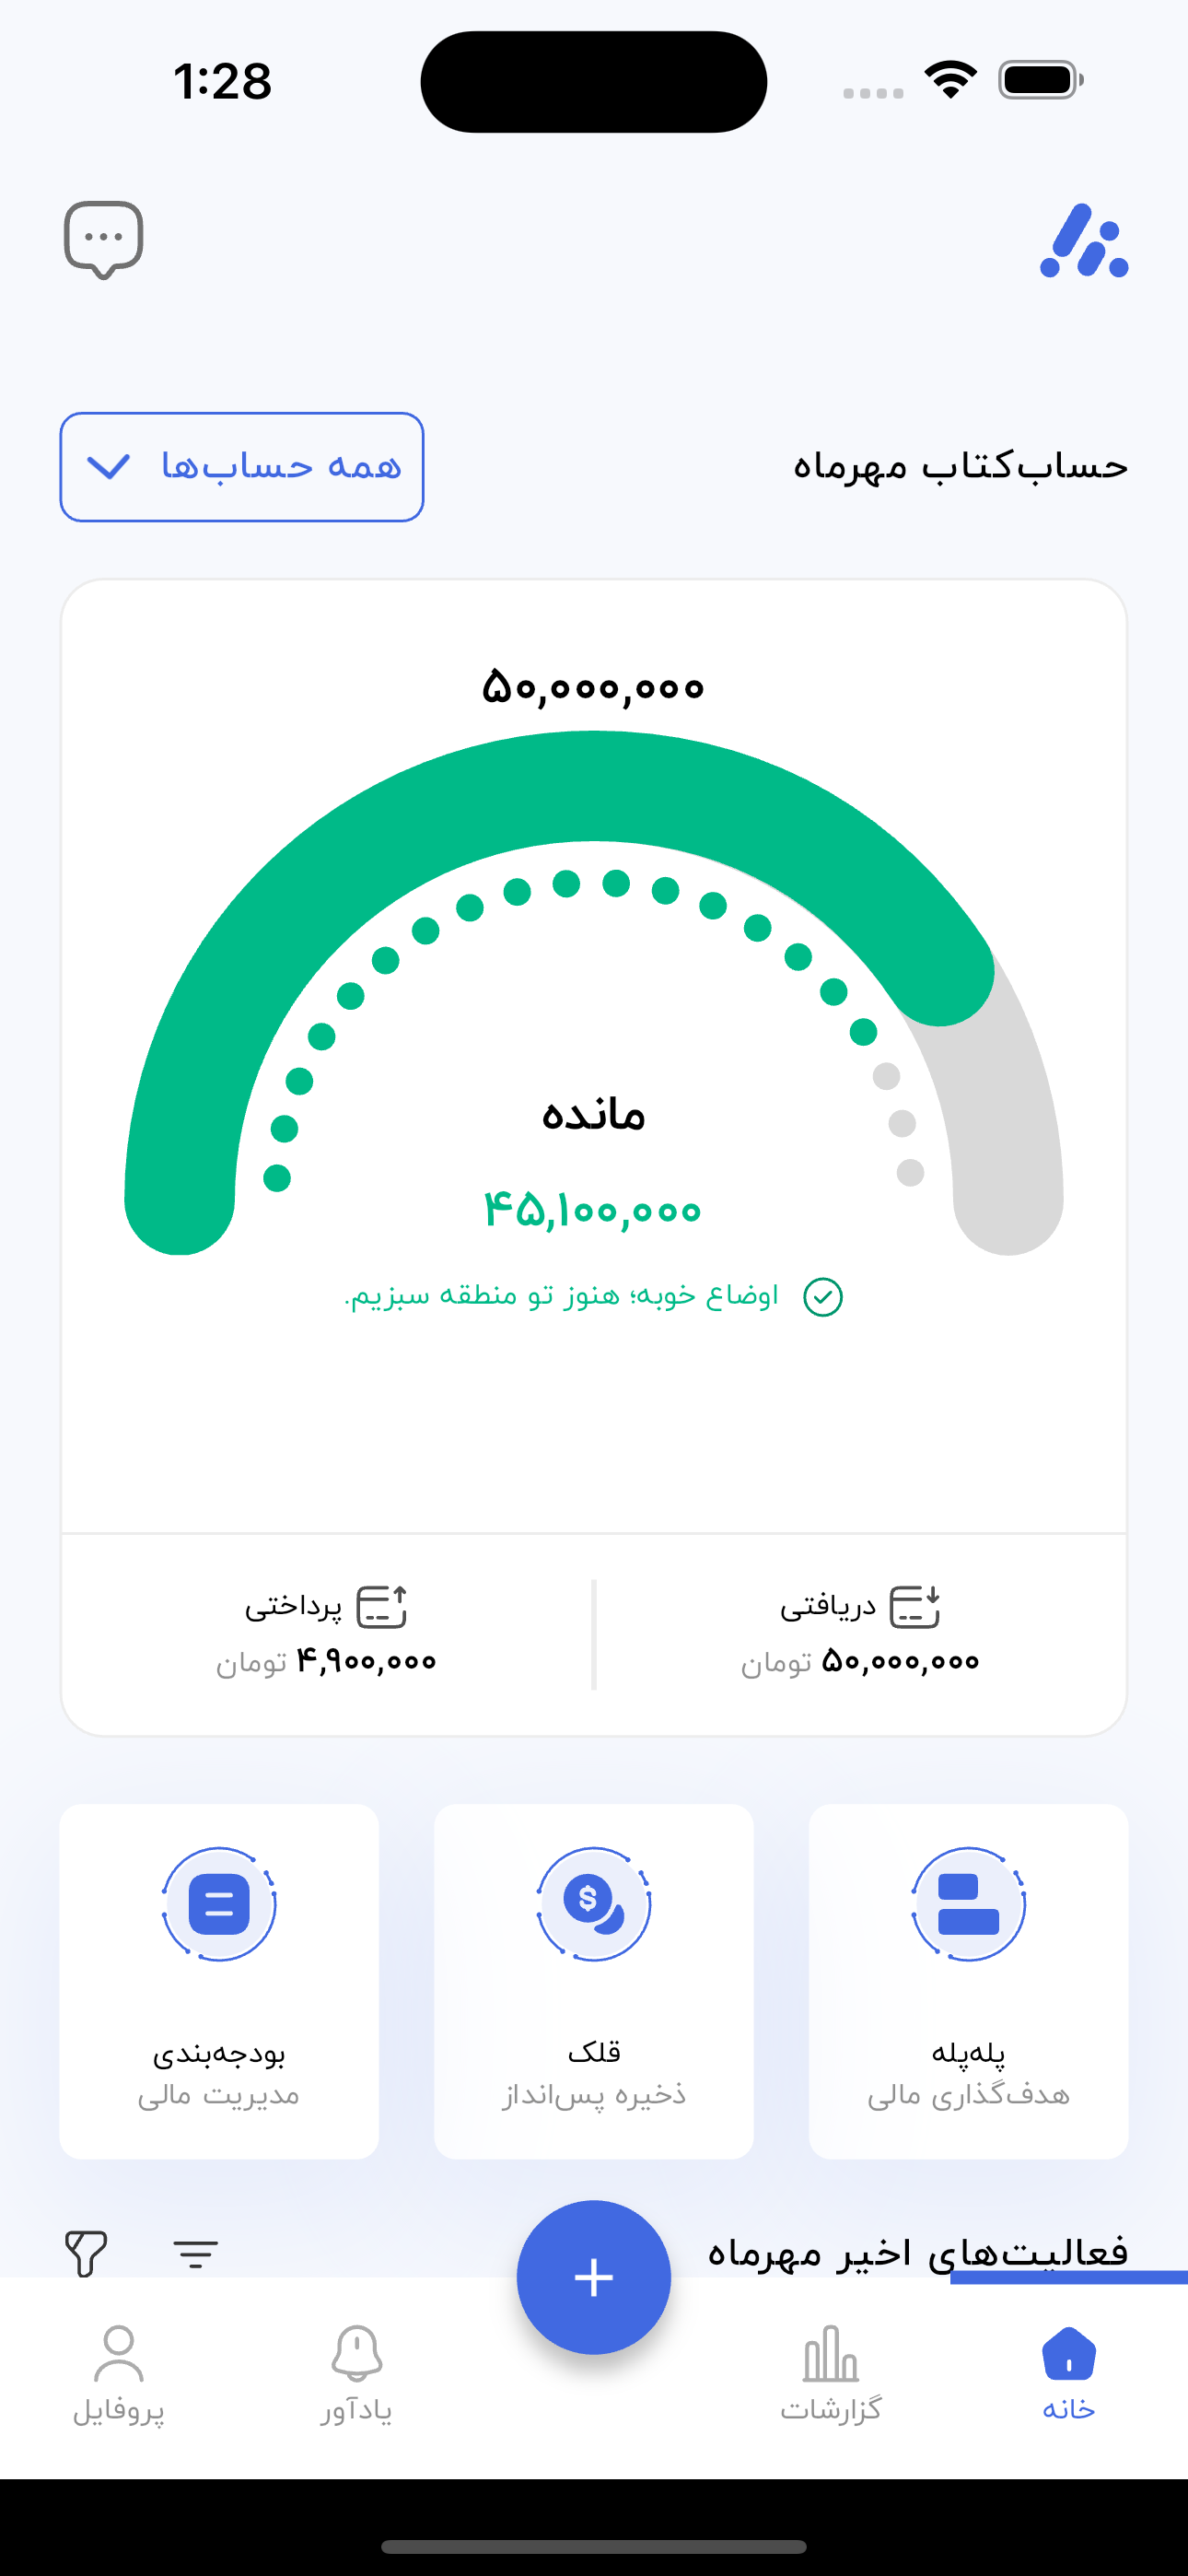 1:28
حساب‌کتاب مهرماه
همه حساب‌ها
۵۰,۰۰۰,۰۰۰
مانده
۴۵,۱۰۰,۰۰۰
اوضاع خوبه؛ هنوز تو منطقه سبزیم.
دریافتی
۵۰,۰۰۰,۰۰۰ تومان
پرداختی
۴,۹۰۰,۰۰۰ تومان
پله‌پله
هدف‌گذاری مالی
قلک
ذخیره پس‌انداز
بودجه‌بندی
مدیریت مالی
فعالیت‌های اخیر مهرماه
خانه
گزارشات
یادآور
پروفایل